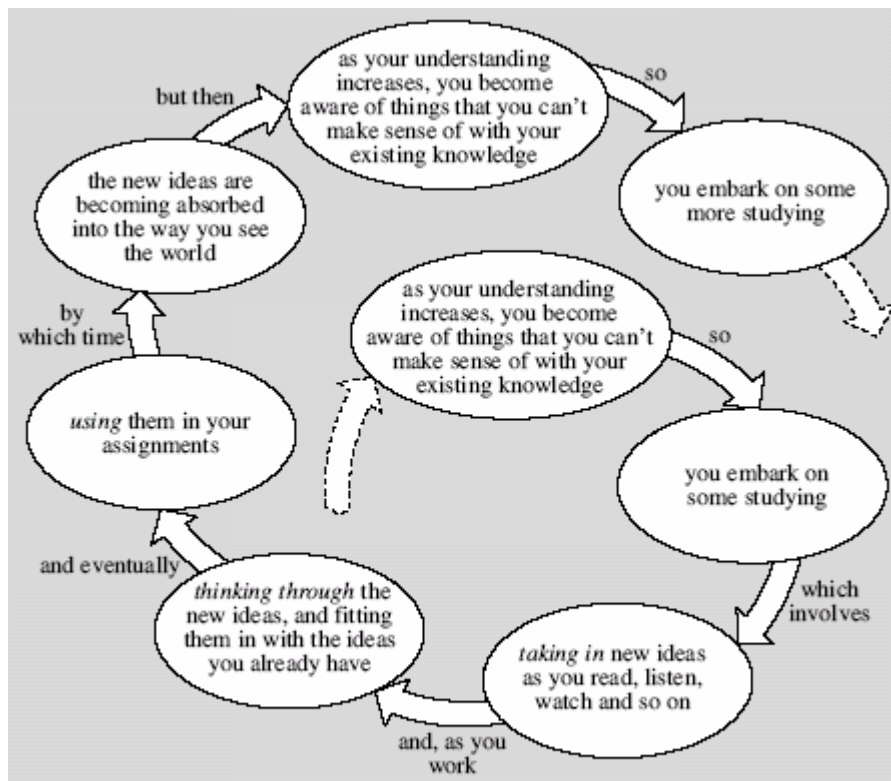 as your understanding
increases, you become
aware of things that you can't
make sense of with your
existing knowledge
so
you embark on
some studying
which
involves
taking in new ideas
as you read, listen,
watch and so on
and, as you
work
thinking through the
new ideas, and fitting
them in with the ideas
you already have
and eventually
using them in your
assignments
by
which time
the new ideas are
becoming absorbed
into the way you see
the world
but then
as your understanding
increases, you become
aware of things that you can't
make sense of with your
existing knowledge
so
you embark on some
more studying